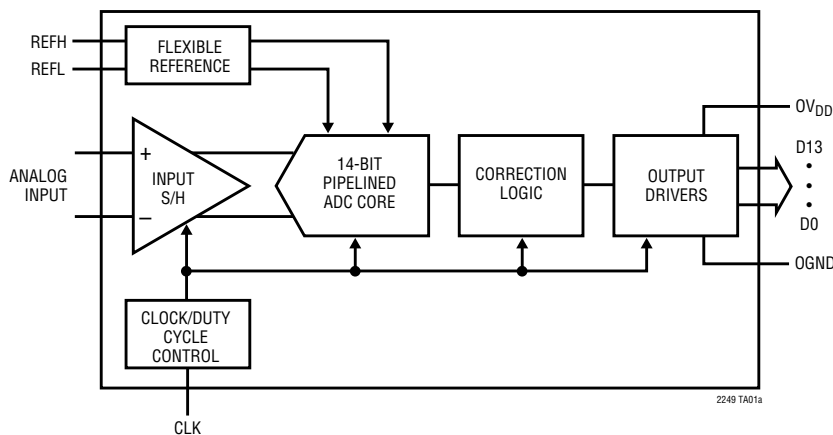 REFH
REFL
FLEXIBLE
REFERENCE
OVDD
ANALOG
INPUT
+
−
INPUT
S/H
14-BIT
PIPELINED
ADC CORE
CORRECTION
LOGIC
OUTPUT
DRIVERS
D13
•
•
•
D0
OGND
CLOCK/DUTY
CYCLE
CONTROL
CLK
2249 TA01a